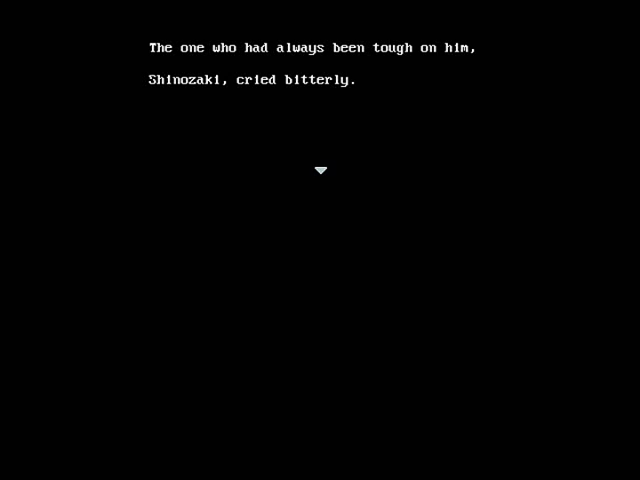 The one who had always been tough on him,
Shinozaki, cried bitterly.